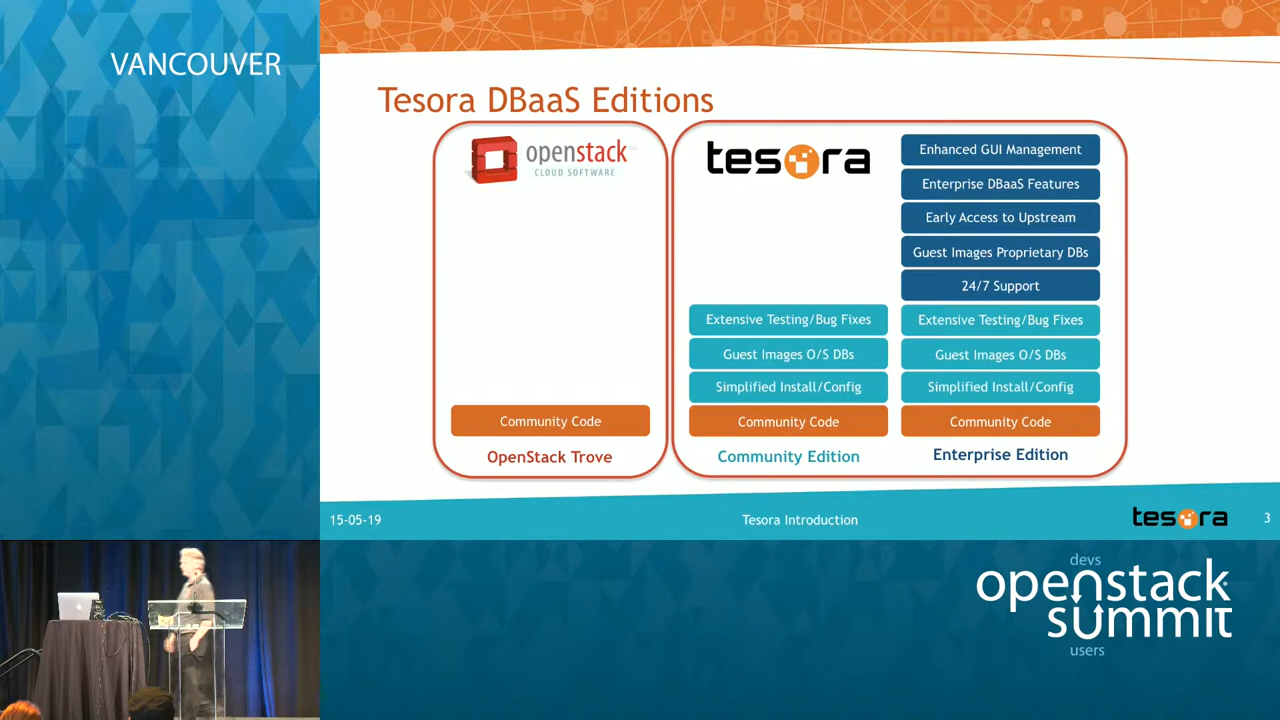 VANCOUVER
Tesora DBaaS Editions
openstack
CLOUD SOFTWARE
Community Code
OpenStack Trove
tesora
Extensive Testing/Bug Fixes
Guest Images O/S DBs
Simplified Install/Config
Community Code
Community Edition
Enhanced GUI Management
Enterprise DBaaS Features
Early Access to Upstream
Guest Images Proprietary DBs
24/7 Support
Extensive Testing/Bug Fixes
Guest Images O/S DBs
Simplified Install/Config
Community Code
Enterprise Edition
15-05-19
Tesora Introduction
tesora
3
devs
openstack
summit
users